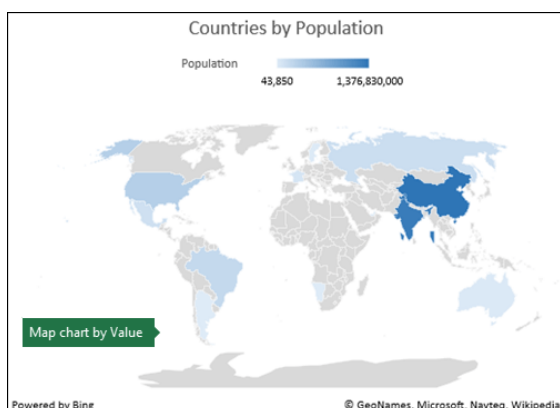 Countries by Population
Population
43,850 1,376,830,000
Map chart by Value
Powered by Bing © GeoNames, Microsoft, Navteq, Wikipedia